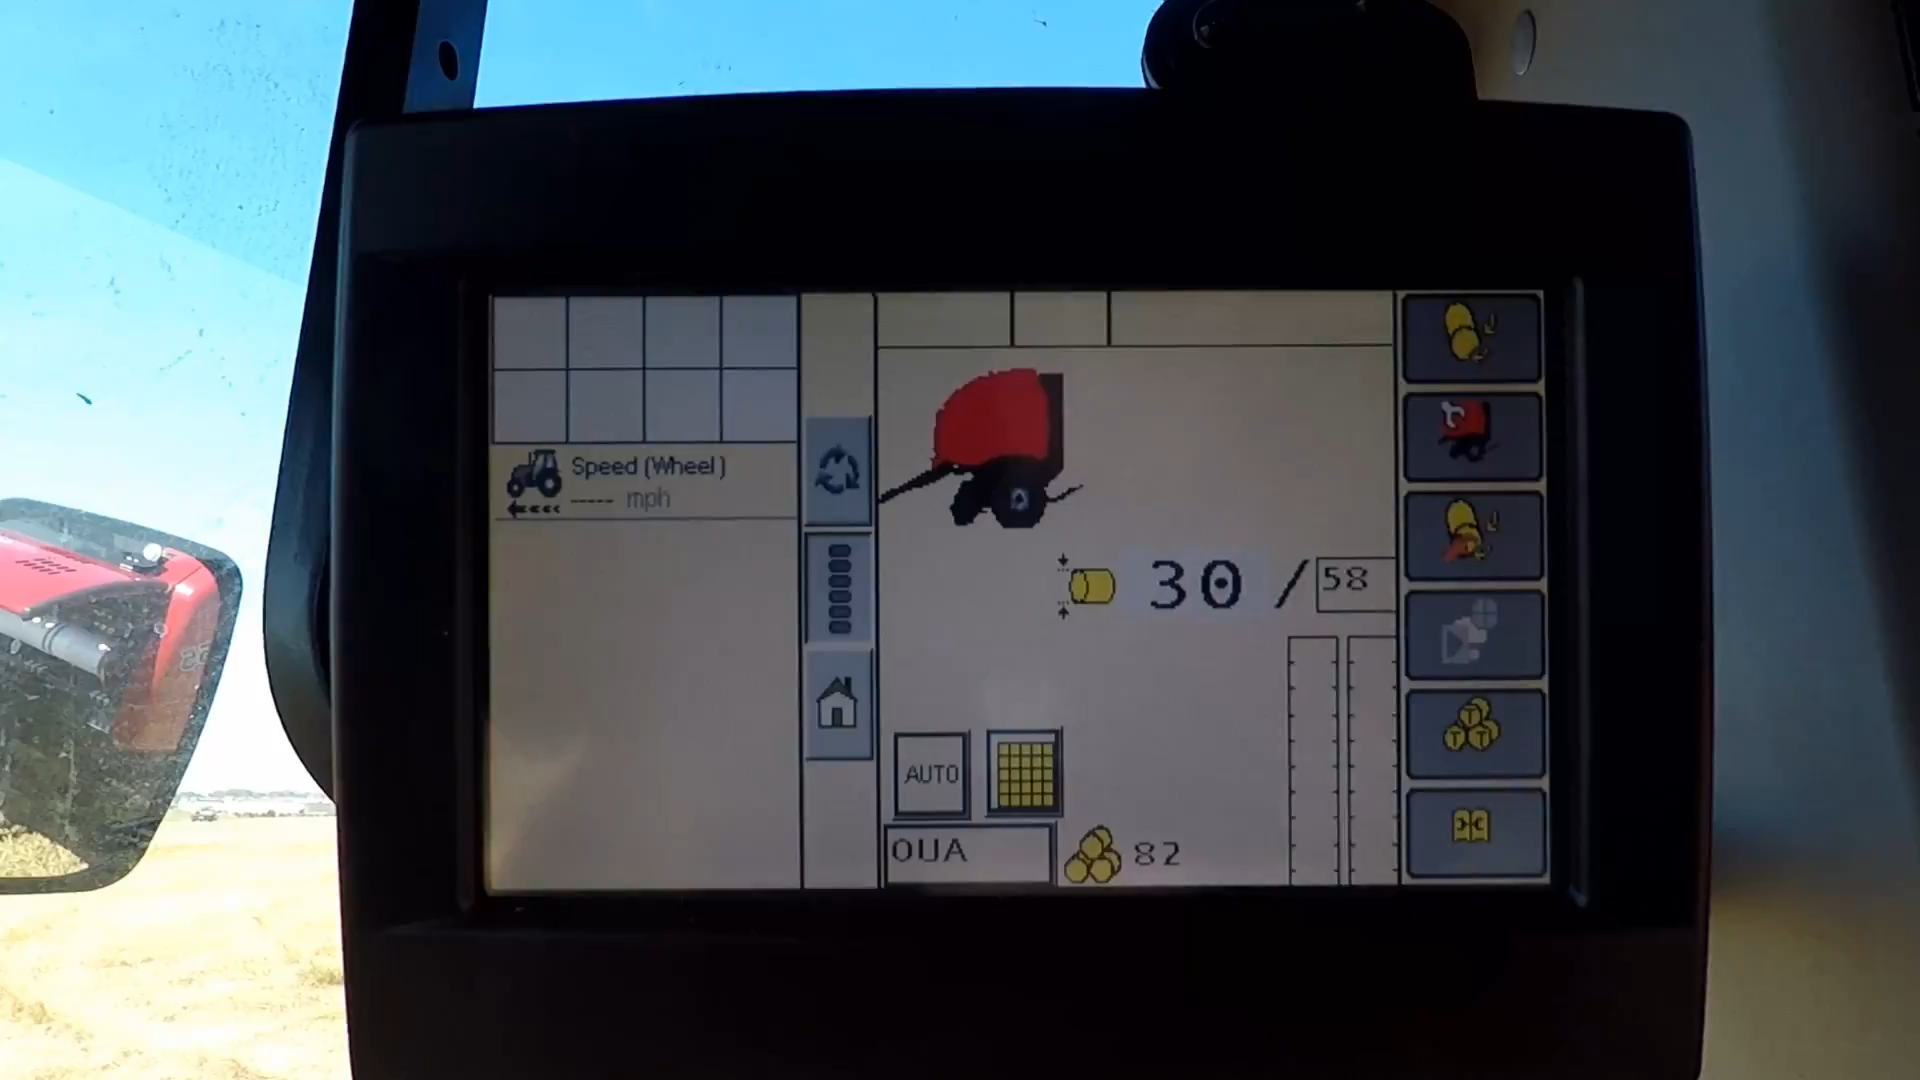 Speed (Wheel)
----- mph
30 / 58
AUTO
OUA
82
T
T T